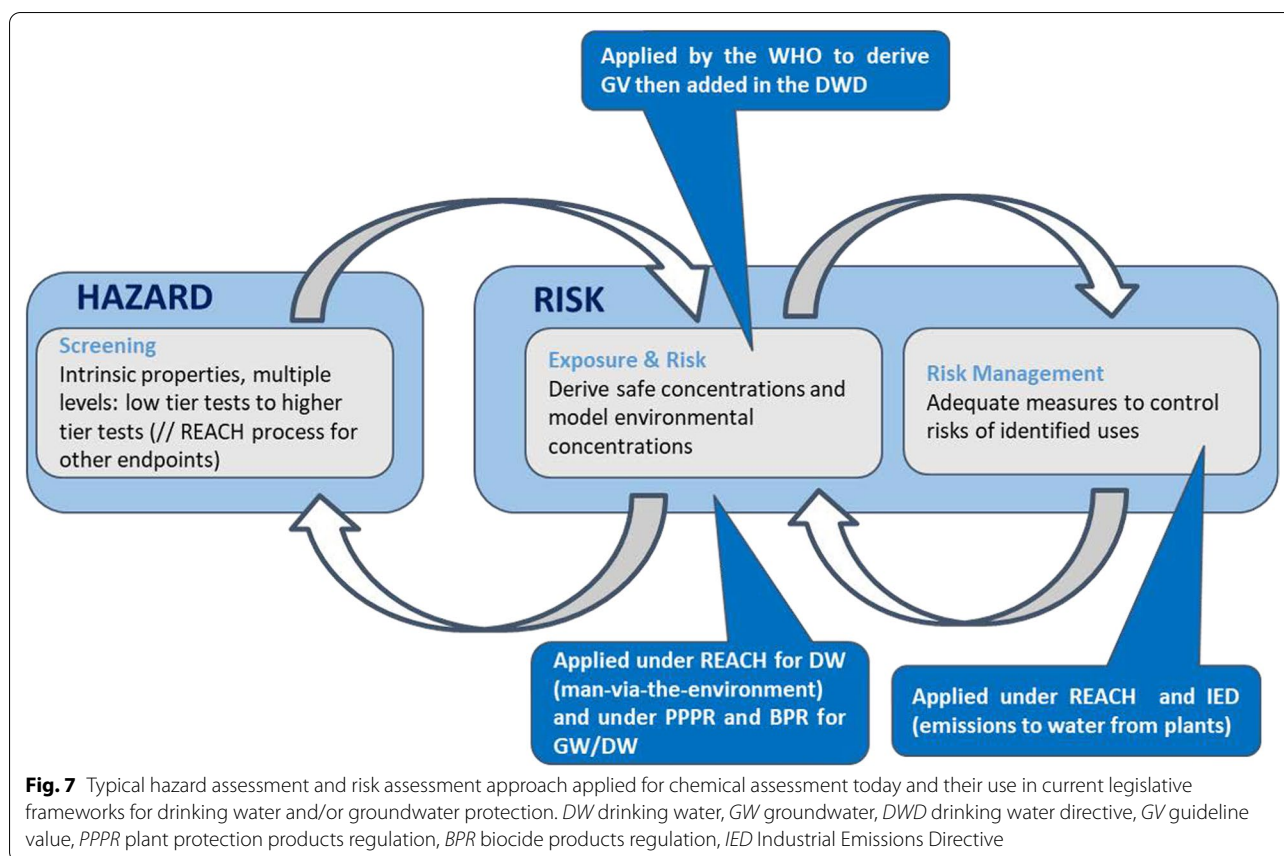 Applied by the WHO to derive
GV then added in the DWD
HAZARD
Screening
Intrinsic properties, multiple
levels: low tier tests to higher
tier tests (// REACH process for
other endpoints)
RISK
Exposure & Risk
Derive safe concentrations and
model environmental
concentrations
Risk Management
Adequate measures to control
risks of identified uses
Applied under REACH for DW
(man-via-the-environment)
and under PPPR and BPR for
GW/DW
Applied under REACH and IED
(emissions to water from plants)
Fig. 7 Typical hazard assessment and risk assessment approach applied for chemical assessment today and their use in current legislative
frameworks for drinking water and/or groundwater protection. DW drinking water, GW groundwater, DWD drinking water directive, GV guideline
value, PPPR plant protection products regulation, BPR biocide products regulation, IED Industrial Emissions Directive